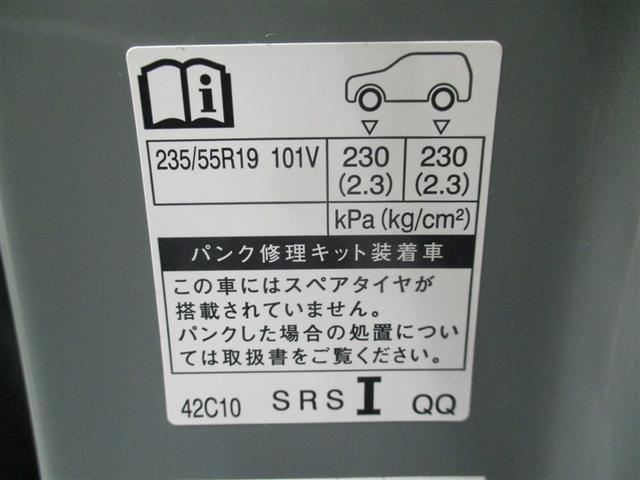 i
235/55R19 101V 230 230
(2.3) (2.3)
kPa (kg/cm²)
パンク修理キット装着車
この車にはスペアタイヤが
搭載されていません。
パンクした場合の処置につい
ては取扱書をご覧ください。
42C10 SRS I QQ